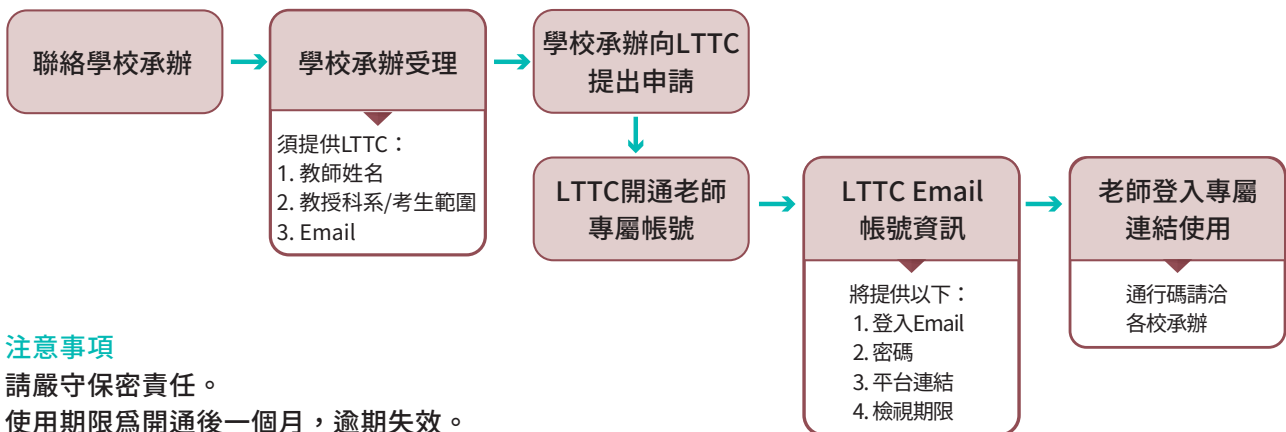 聯絡學校承辦
學校承辦受理
須提供LTTC：
1. 教師姓名
2. 教授科系/考生範圍
3. Email
學校承辦向LTTC
提出申請
LTTC開通老師
專屬帳號
LTTC Email
帳號資訊
將提供以下：
1. 登入Email
2. 密碼
3. 平台連結
4. 檢視期限
老師登入專屬
連結使用
通行碼請洽
各校承辦
注意事項
請嚴守保密責任。
使用期限爲開通後一個月，逾期失效。